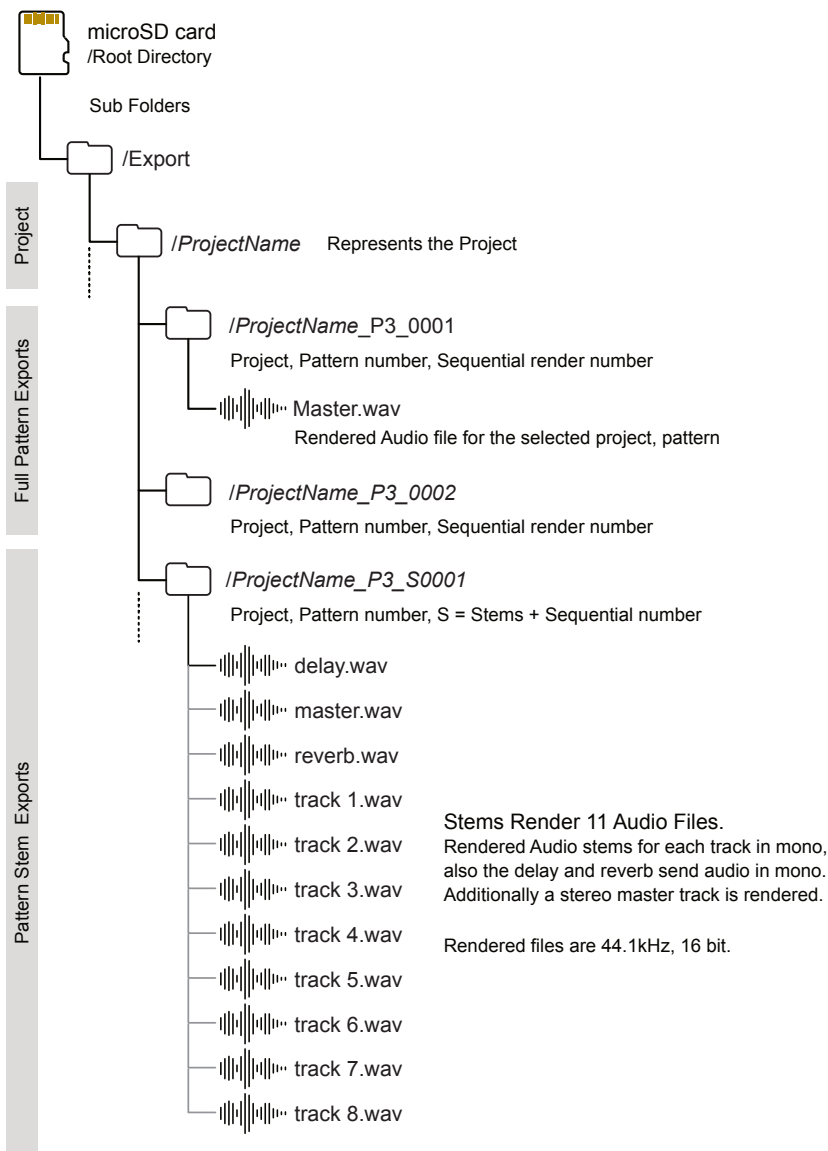 microSD card
/Root Directory
Sub Folders
/Export
Project
/ProjectName Represents the Project
Full Pattern Exports
/ProjectName_P3_0001
Project, Pattern number, Sequential render number
Master.wav
Rendered Audio file for the selected project, pattern
/ProjectName_P3_0002
Project, Pattern number, Sequential render number
Pattern Stem Exports
/ProjectName_P3_S0001
Project, Pattern number, S = Stems + Sequential number
delay.wav
master.wav
reverb.wav
track 1.wav
track 2.wav
track 3.wav
track 4.wav
track 5.wav
track 6.wav
track 7.wav
track 8.wav
Stems Render 11 Audio Files.
Rendered Audio stems for each track in mono,
also the delay and reverb send audio in mono.
Additionally a stereo master track is rendered.
Rendered files are 44.1kHz, 16 bit.